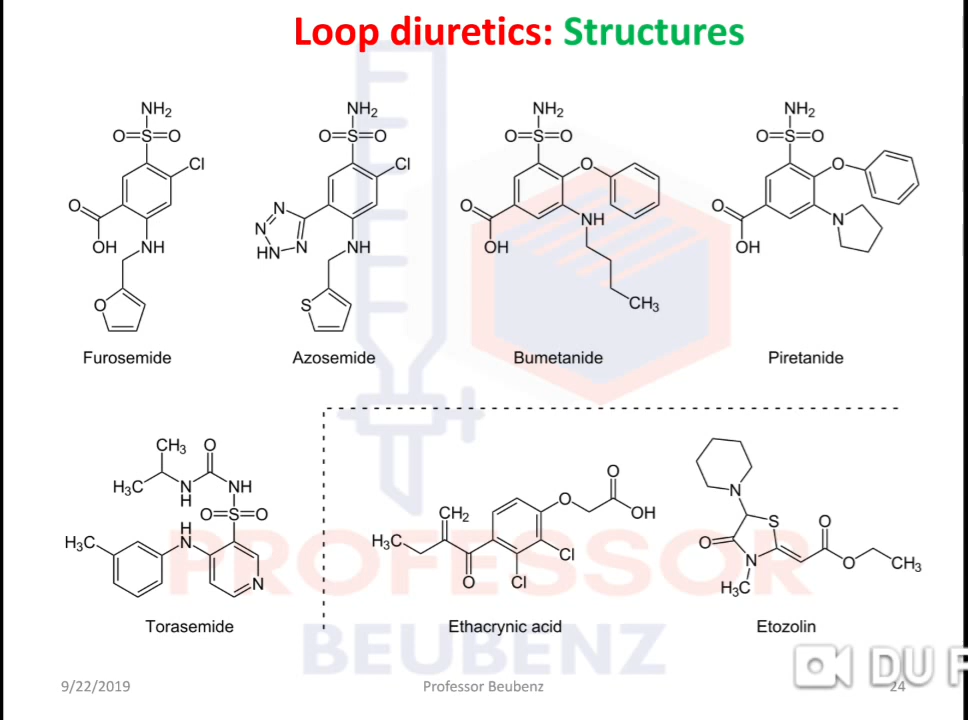 Loop diuretics: Structures
NH2
O=S=O
Cl
O
OH
NH
O
Furosemide
NH2
O=S=O
Cl
N
N
N
HN
NH
S
Azosemide
NH2
O=S=O
O
O
OH
NH
CH3
Bumetanide
NH2
O=S=O
O
O
OH
N
Piretanide
CH3
O
H3C
N
H
NH
O=S=O
H
N
H3C
N
Torasemide
O
O
OH
CH2
H3C
Cl
O
Cl
Ethacrynic acid
N
S
O
O
N
O
CH3
H3C
Etozolin
PROFESSOR
BEUBENZ
DU
9/22/2019
Professor Beubenz
24